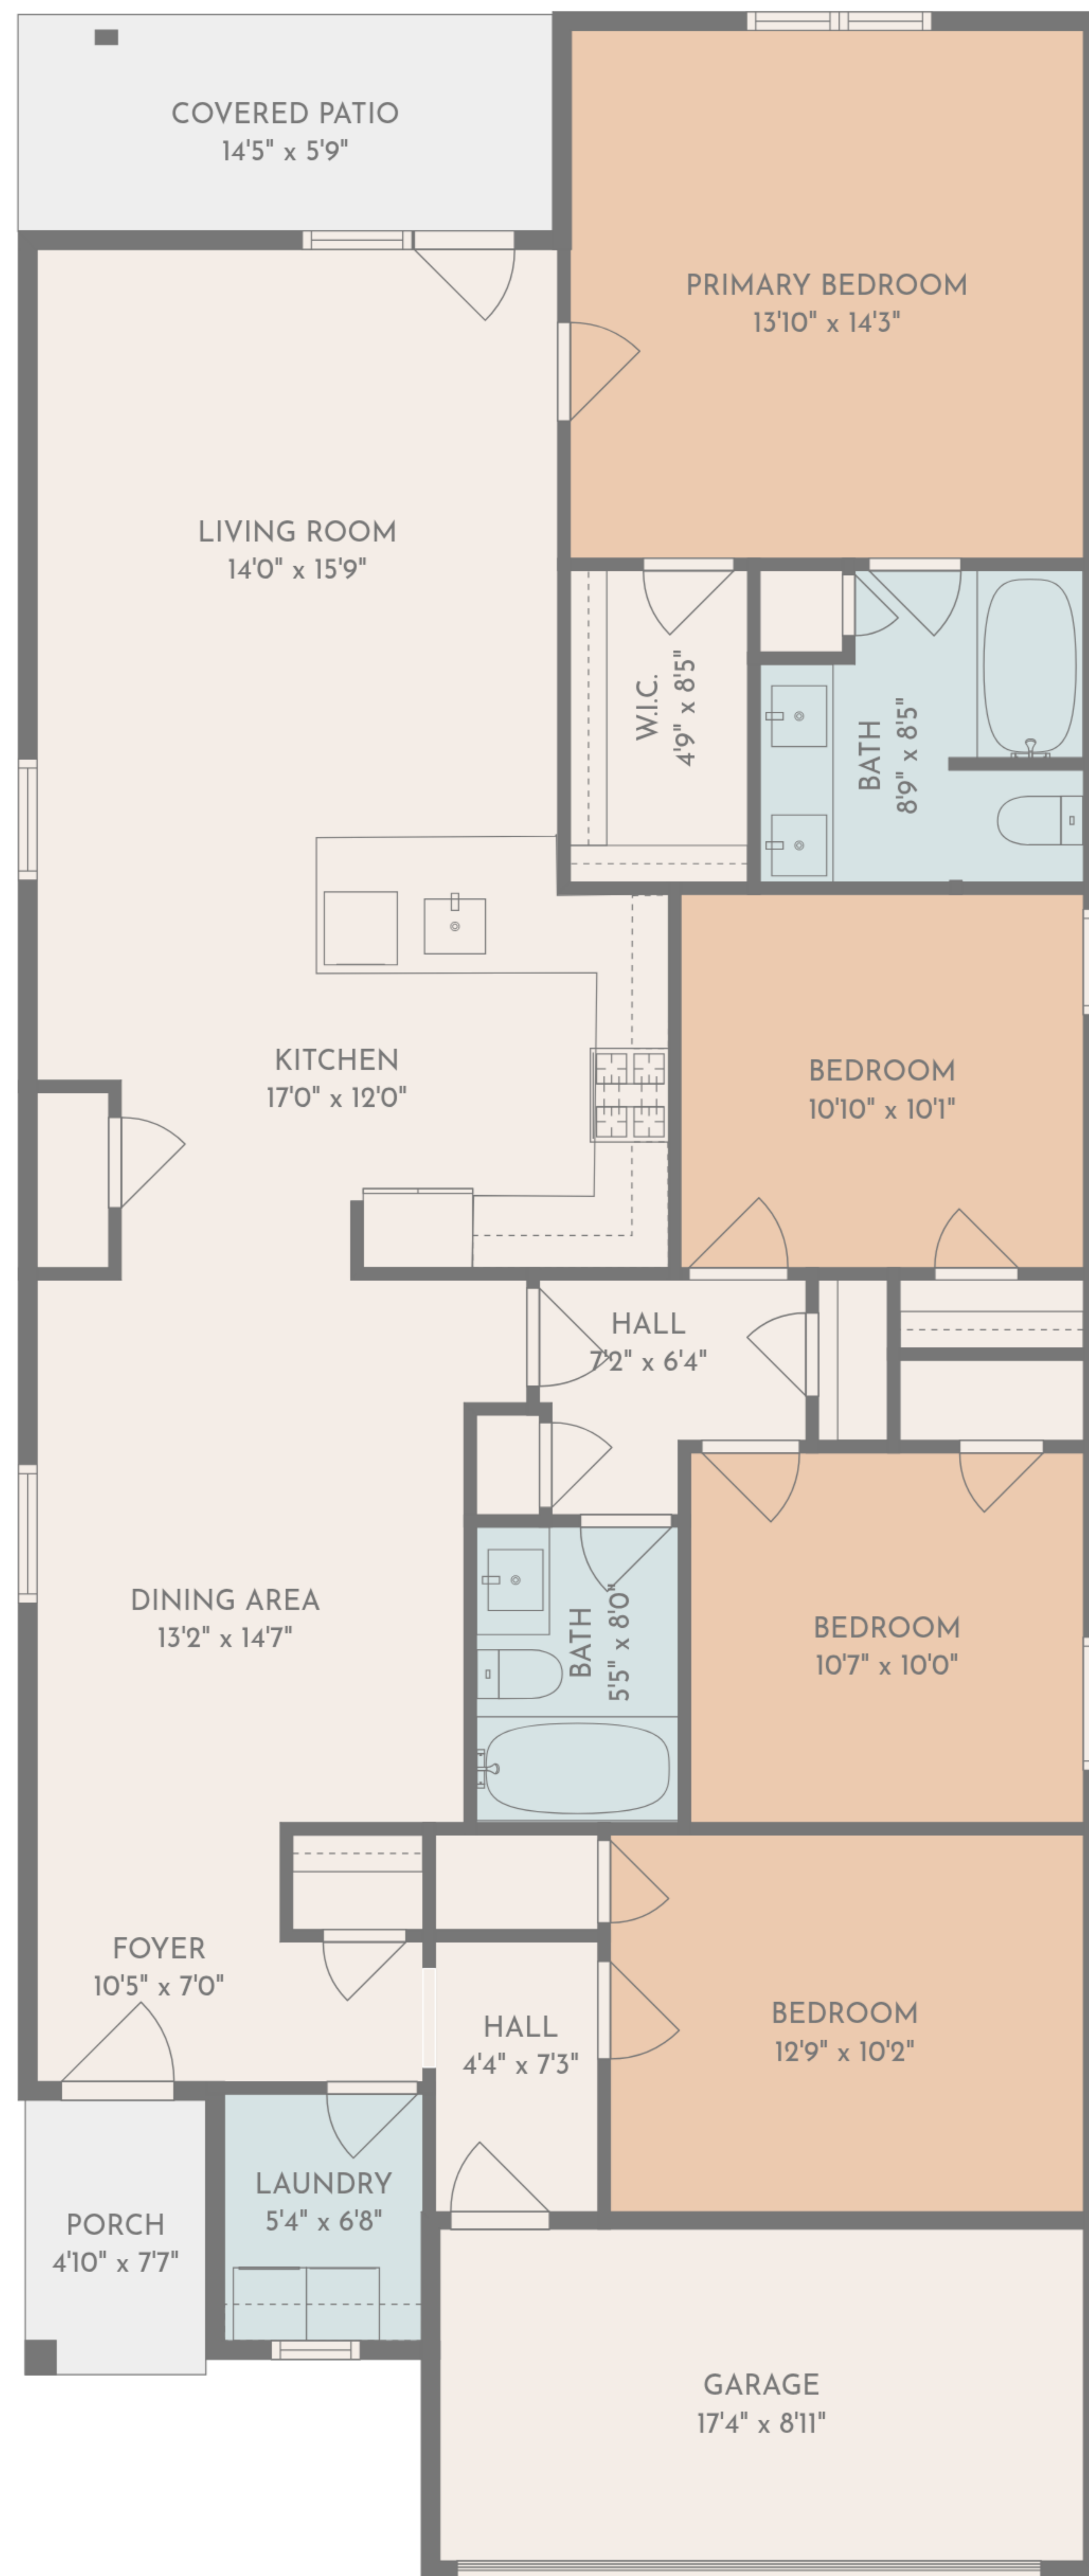 COVERED PATIO
14'5" x 5'9"
PRIMARY BEDROOM
13'10" x 14'3"
LIVING ROOM
14'0" x 15'9"
W.I.C.
4'9" x 8'5"
BATH
8'9" x 8'5"
KITCHEN
17'0" x 12'0"
BEDROOM
10'10" x 10'1"
HALL
7'2" x 6'4"
DINING AREA
13'2" x 14'7"
BATH
5'5" x 8'0"
BEDROOM
10'7" x 10'0"
FOYER
10'5" x 7'0"
HALL
4'4" x 7'3"
BEDROOM
12'9" x 10'2"
LAUNDRY
5'4" x 6'8"
PORCH
4'10" x 7'7"
GARAGE
17'4" x 8'11"